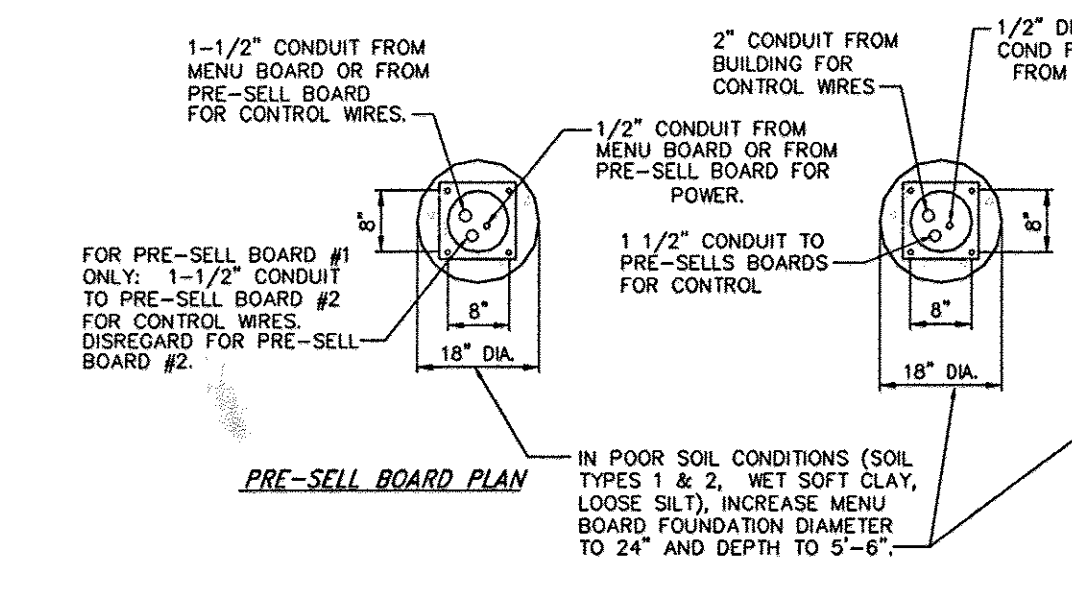 1-1/2" CONDUIT FROM
MENU BOARD OR FROM
PRE-SELL BOARD
FOR CONTROL WIRES.
1/2" CONDUIT FROM
MENU BOARD OR FROM
PRE-SELL BOARD FOR
POWER.
8"
FOR PRE-SELL BOARD #1
ONLY: 1-1/2" CONDUIT
TO PRE-SELL BOARD #2
FOR CONTROL WIRES.
DISREGARD FOR PRE-SELL
BOARD #2.
8"
18" DIA.
PRE-SELL BOARD PLAN
2" CONDUIT FROM
BUILDING FOR
CONTROL WIRES
1/2"
COND
FROM
1 1/2" CONDUIT TO
PRE-SELLS BOARDS
FOR CONTROL
8"
8"
18" DIA.
IN POOR SOIL CONDITIONS (SOIL
TYPES 1 & 2, WET SOFT CLAY,
LOOSE SILT), INCREASE MENU
BOARD FOUNDATION DIAMETER
TO 24" AND DEPTH TO 5'-6".